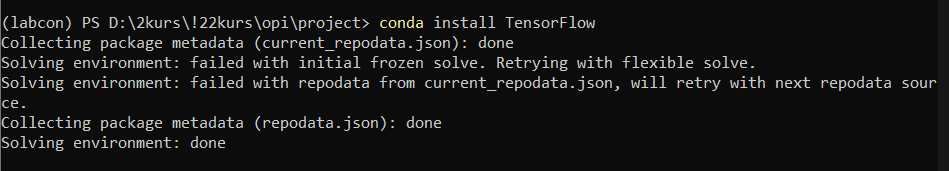 (labcon) PS D:\2kurs\!22kurs\opi\project> conda install TensorFlow
Collecting package metadata (current_repodata.json): done
Solving environment: failed with initial frozen solve. Retrying with flexible solve.
Solving environment: failed with repodata from current_repodata.json, will retry with next repodata sour
ce.
Collecting package metadata (repodata.json): done
Solving environment: done